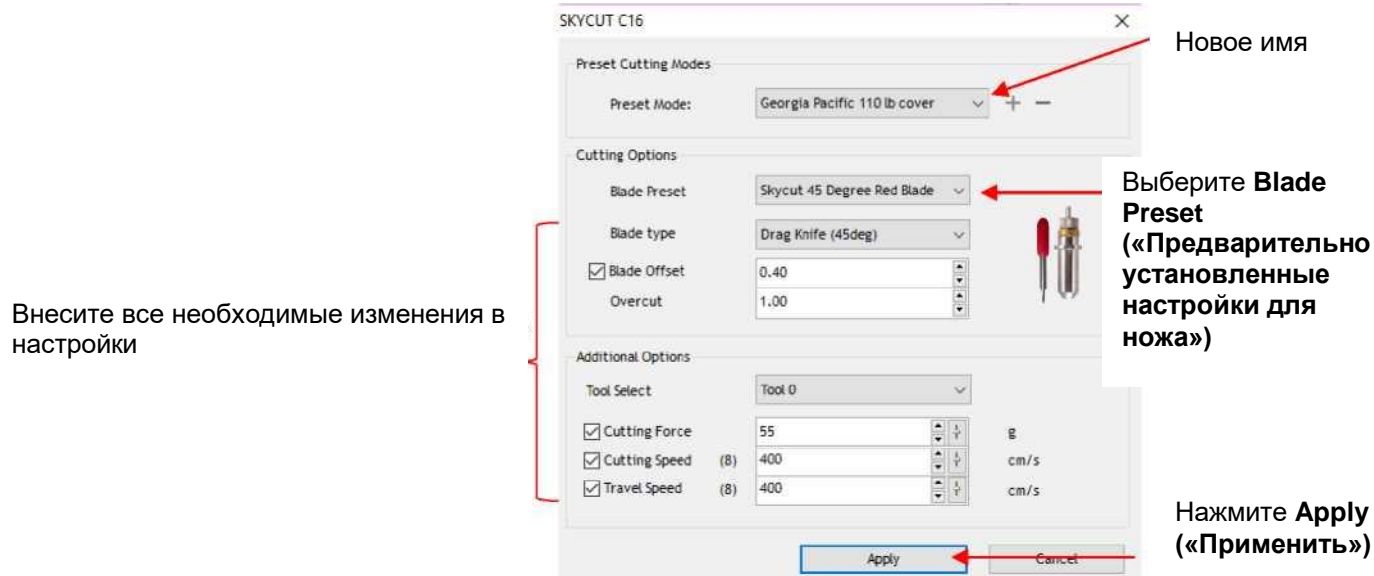 SKYCUT C16
Новое имя
Preset Cutting Modes
Preset Mode: Georgia Pacific 110 lb cover + −
Cutting Options
Blade Preset Skycut 45 Degree Red Blade
Выберите Blade
Preset
(«Предварительно
установленные
настройки для
ножа»)
Blade type Drag Knife (45deg)
Blade Offset 0.40
Overcut 1.00
Внесите все необходимые изменения в
настройки
Additional Options
Tool Select Tool 0
Cutting Force 55 g
Cutting Speed (8) 400 cm/s
Travel Speed (8) 400 cm/s
Нажмите Apply
(«Применить»)
Apply Cancel